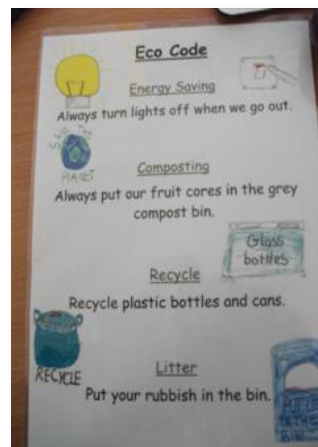 Eco Code
Energy Saving
Always turn lights off when we go out.
Save The
PLANET
Composting
Always put our fruit cores in the grey
compost bin.
Glass
bottles
Recycle
Recycle plastic bottles and cans.
RECYCLE
Litter
Put your rubbish in the bin.
IN THE